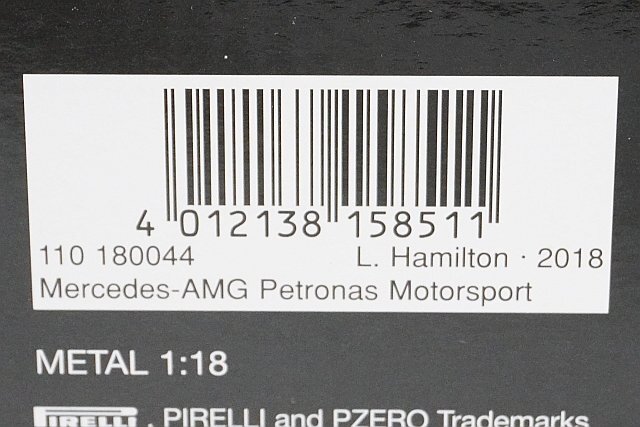 4 012138 158511
110 180044 L. Hamilton · 2018
Mercedes-AMG Petronas Motorsport
METAL 1:18
PIRELLI, PIRELLI and PZERO Trademarks